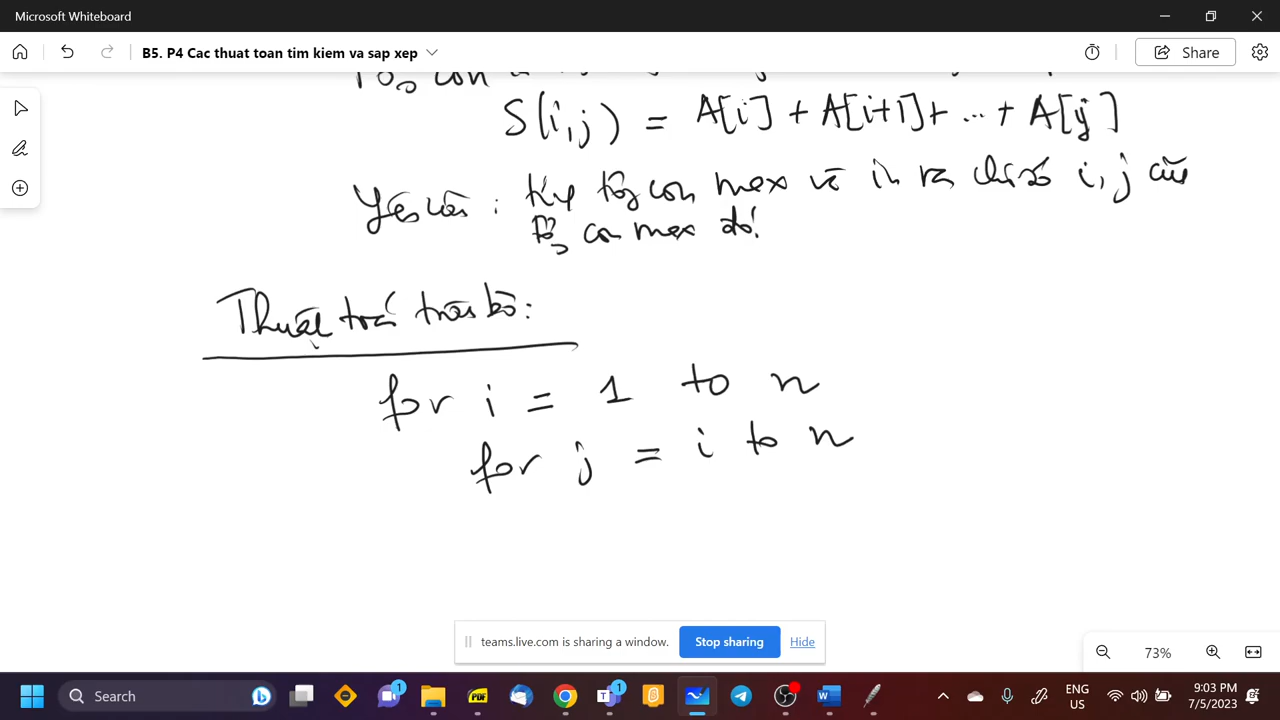 Microsoft Whiteboard
B5. P4 Cac thuat toan tim kiem va sap xep
Share
S(i,j) = A[i] + A[i+1] + ... + A[j]
Yêu cầu : tìm tổng con max và in ra chỉ số i, j của
tổng con max đó!
Thuật toán trâu bò:
for i = 1 to n
for j = i to n
teams.live.com is sharing a window. Stop sharing Hide
73%
Search
1
1
ENG
US
9:03 PM
7/5/2023